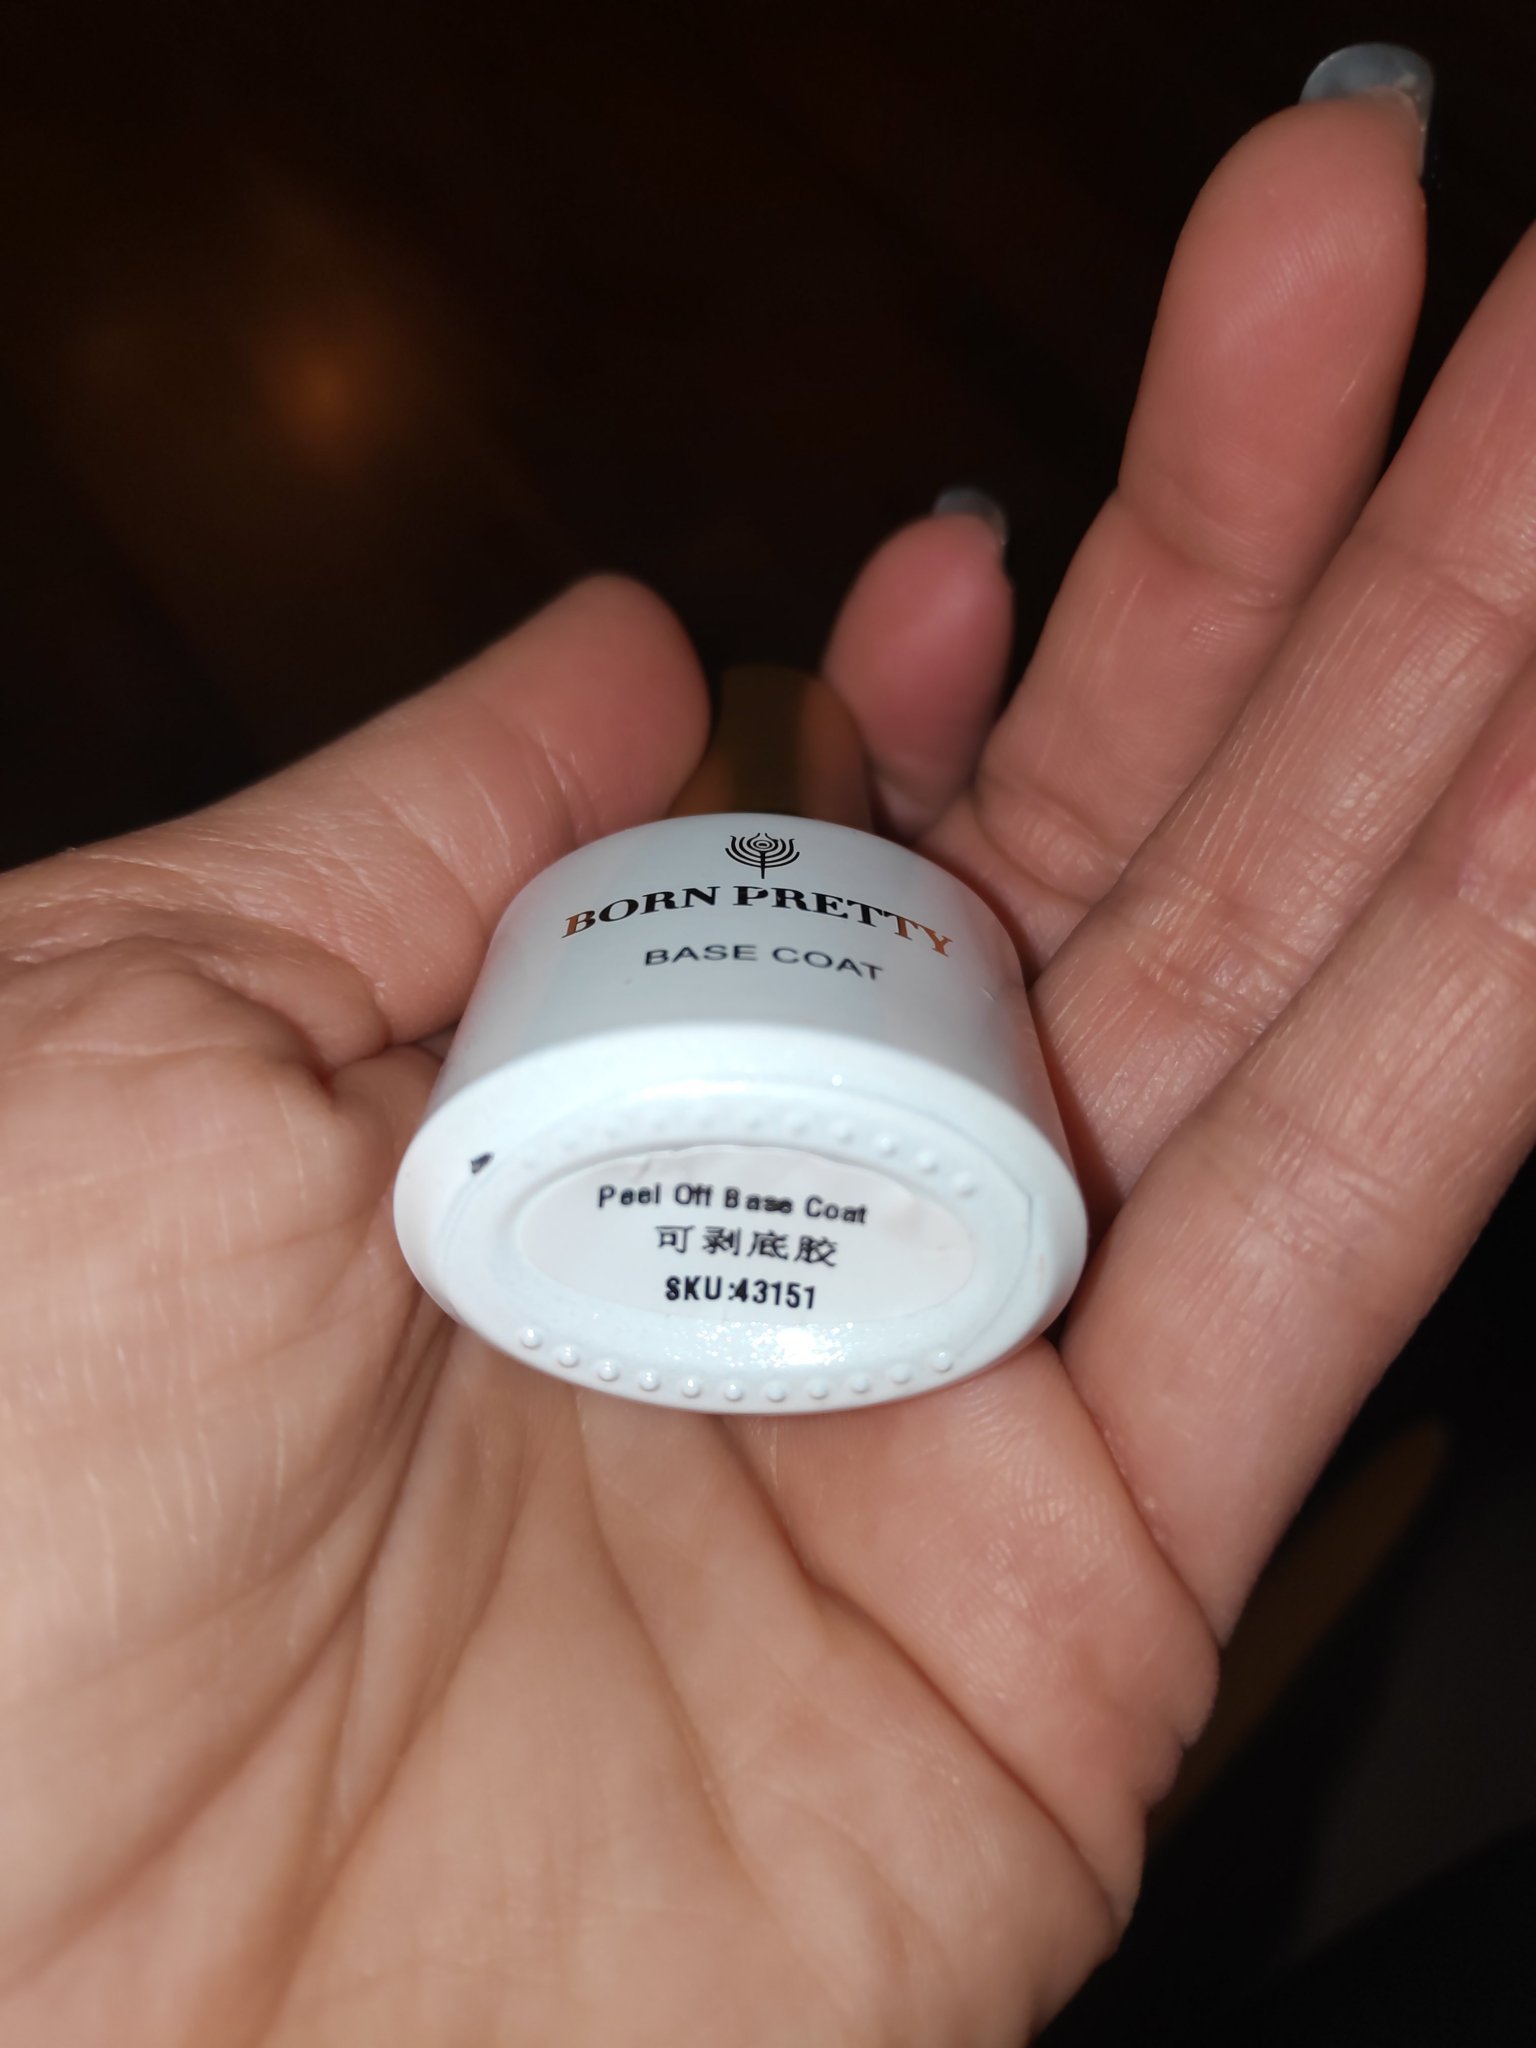 BORN PRETTY
BASE COAT
Peel Off Base Coat
可剥底胶
SKU:43151